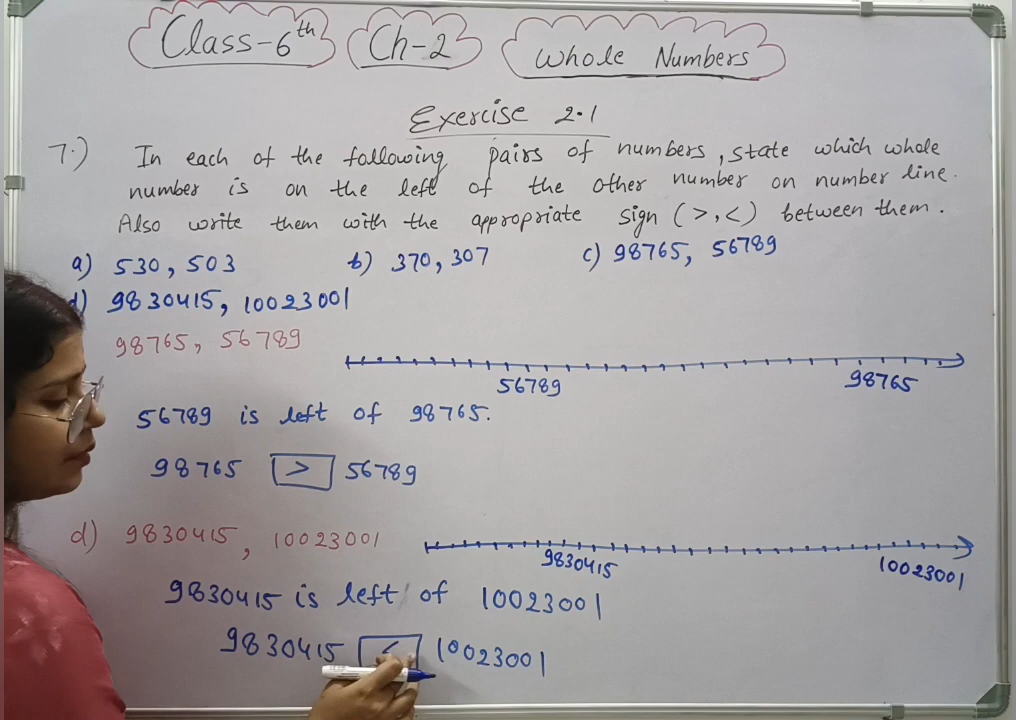 Class-6th Ch-2 Whole Numbers
Exercise 2.1
7.) In each of the following pairs of numbers, state which whole
number is on the left of the other number on number line.
Also write them with the appropriate sign (>,<) between them.
a) 530, 503 b) 370, 307 c) 98765, 56789
d) 9830415, 10023001
98765, 56789
56789 98765
56789 is left of 98765.
98765 > 56789
d) 9830415, 10023001
9830415 10023001
9830415 is left of 10023001
9830415 < 10023001